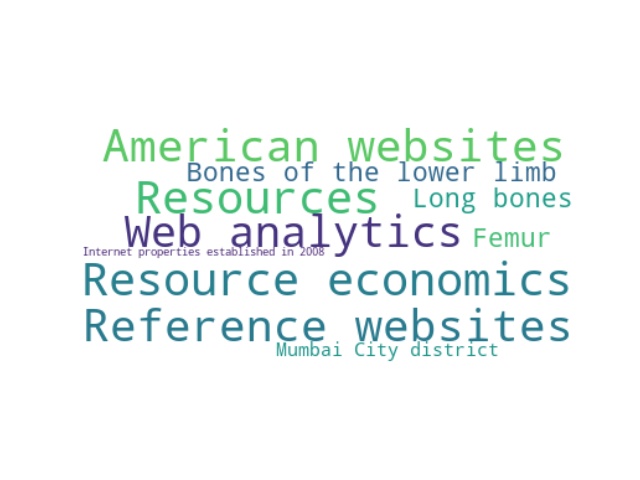 American websites
Bones of the lower limb
Resources
Long bones
Web analytics
Femur
Internet properties established in 2008
Resource economics
Reference websites
Mumbai City district